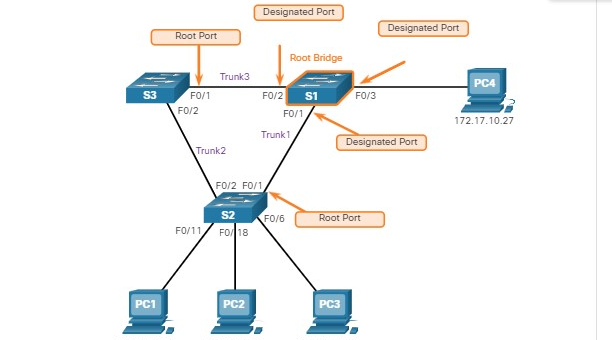 Designated Port
Designated Port
Root Port
Root Bridge
Trunk3
S3
F0/1
F0/2
S1
F0/3
PC4
F0/2
F0/1
172.17.10.27
Trunk1
Designated Port
Trunk2
F0/2
F0/1
S2
F0/6
Root Port
F0/11
F0/18
PC1
PC2
PC3